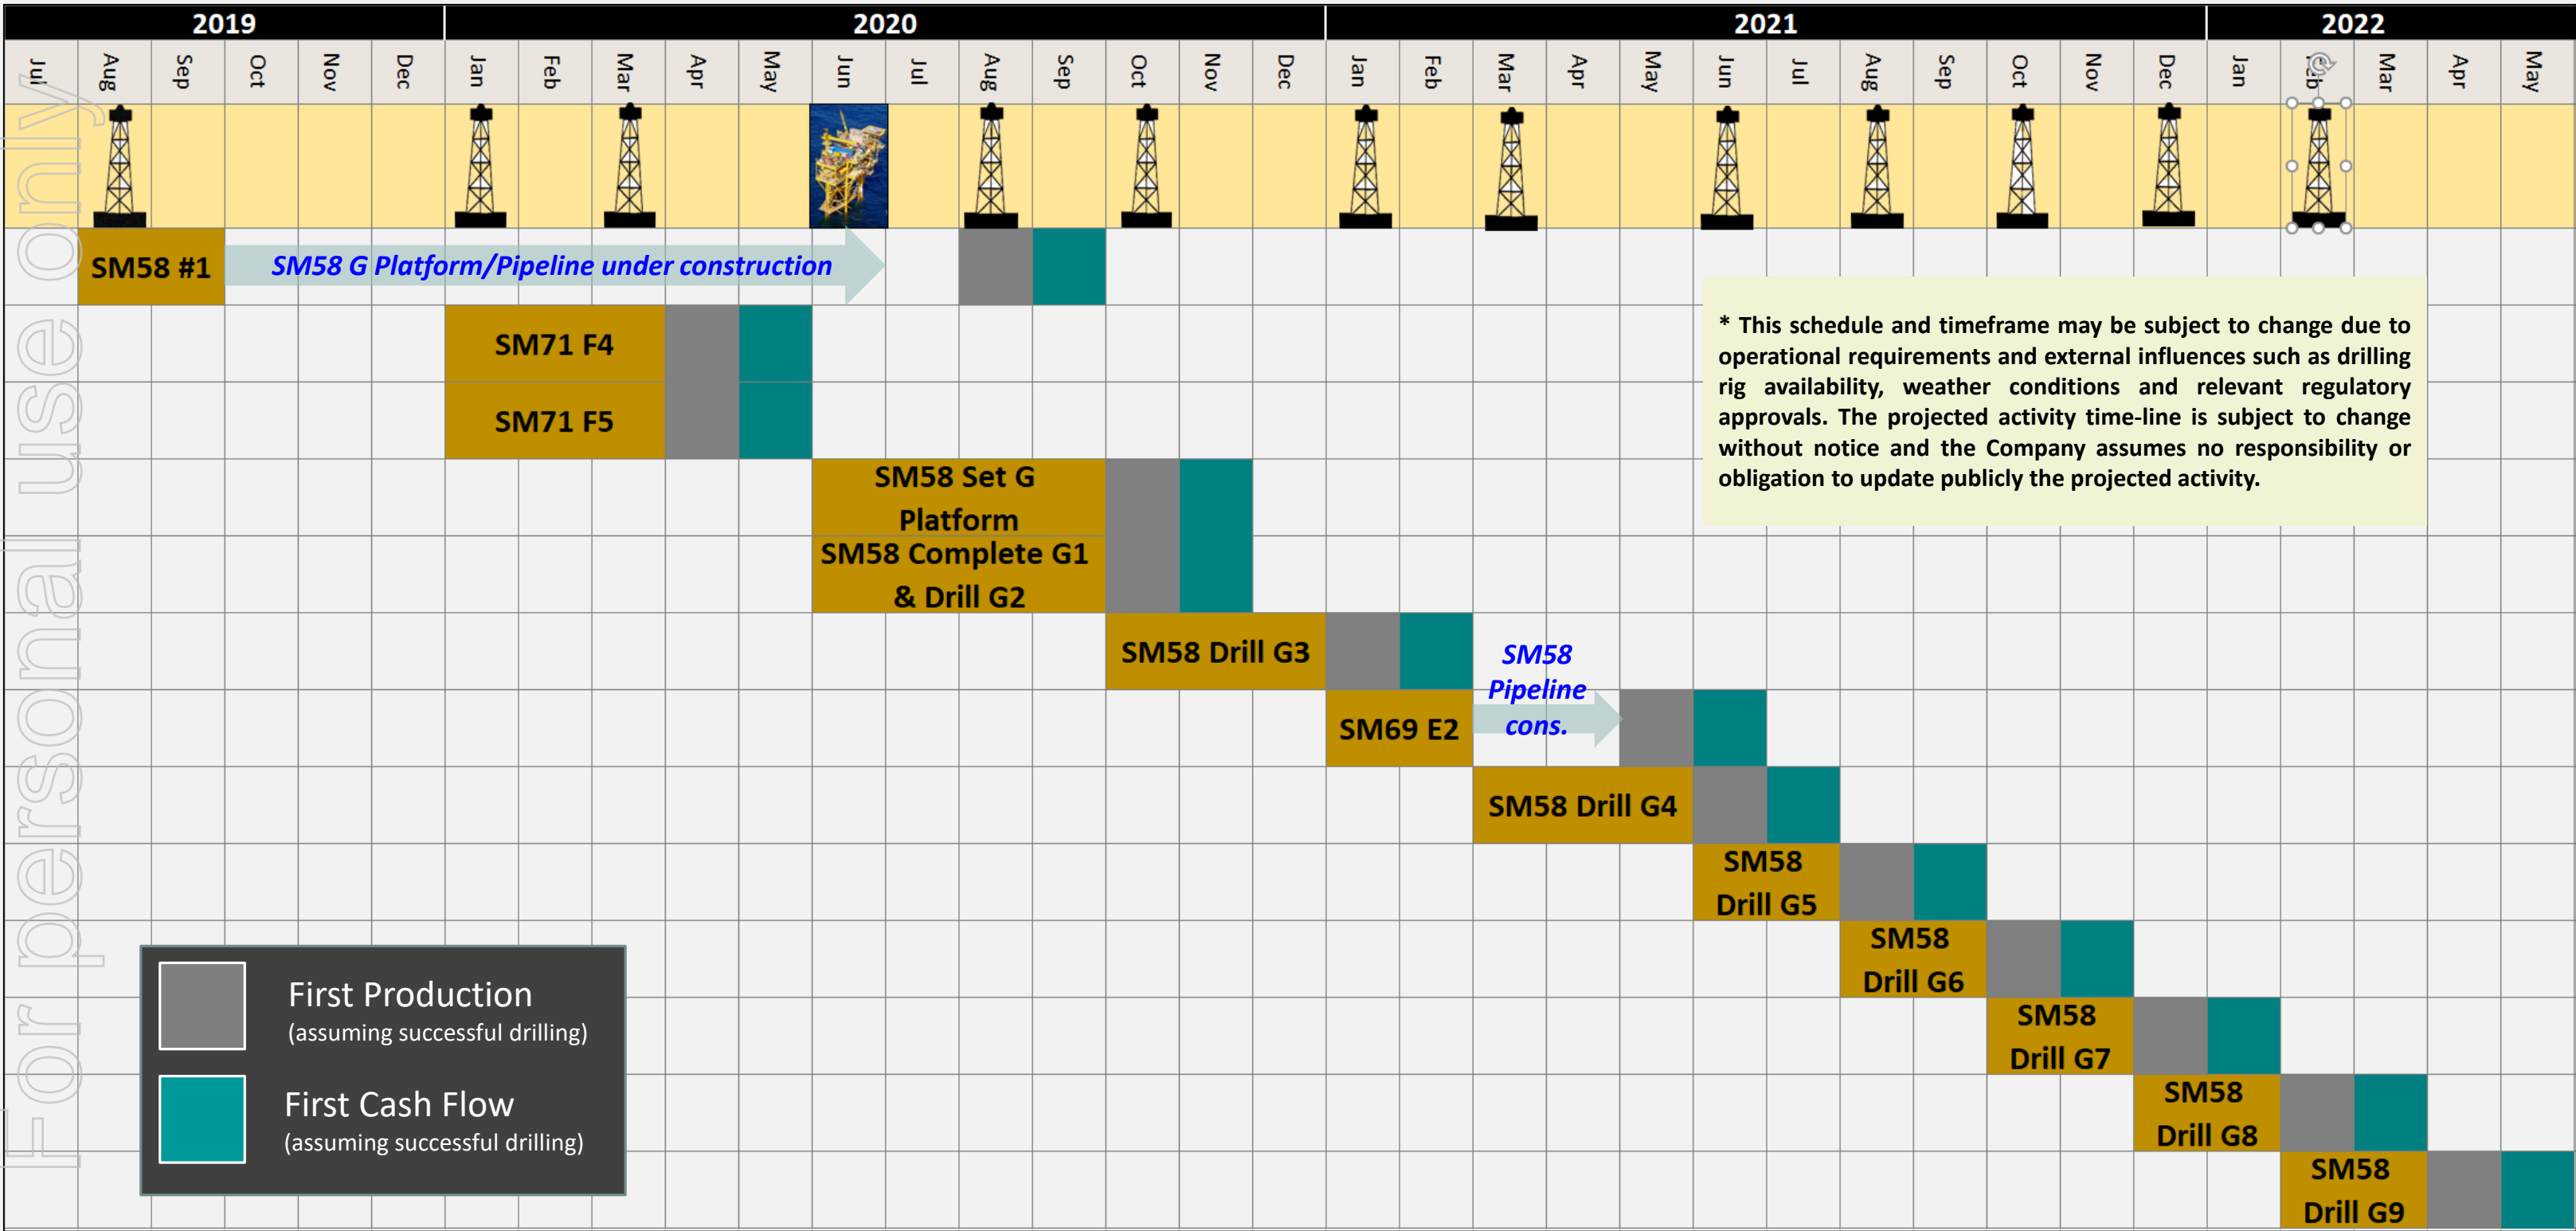 2019 2020 2021 2022
Jul Aug Sep Oct Nov Dec Jan Feb Mar Apr May Jun Jul Aug Sep Oct Nov Dec Jan Feb Mar Apr May Jun Jul Aug Sep Oct Nov Dec Jan Feb Mar Apr May
SM58 #1
SM58 G Platform/Pipeline under construction
SM71 F4
SM71 F5
* This schedule and timeframe may be subject to change due to
operational requirements and external influences such as drilling
rig availability, weather conditions and relevant regulatory
approvals. The projected activity time-line is subject to change
without notice and the Company assumes no responsibility or
obligation to update publicly the projected activity.
SM58 Set G
Platform
SM58 Complete G1
& Drill G2
SM58 Drill G3
SM69 E2
SM58
Pipeline
cons.
SM58 Drill G4
SM58
Drill G5
SM58
Drill G6
SM58
Drill G7
SM58
Drill G8
SM58
Drill G9
First Production
(assuming successful drilling)
First Cash Flow
(assuming successful drilling)
For personal use only